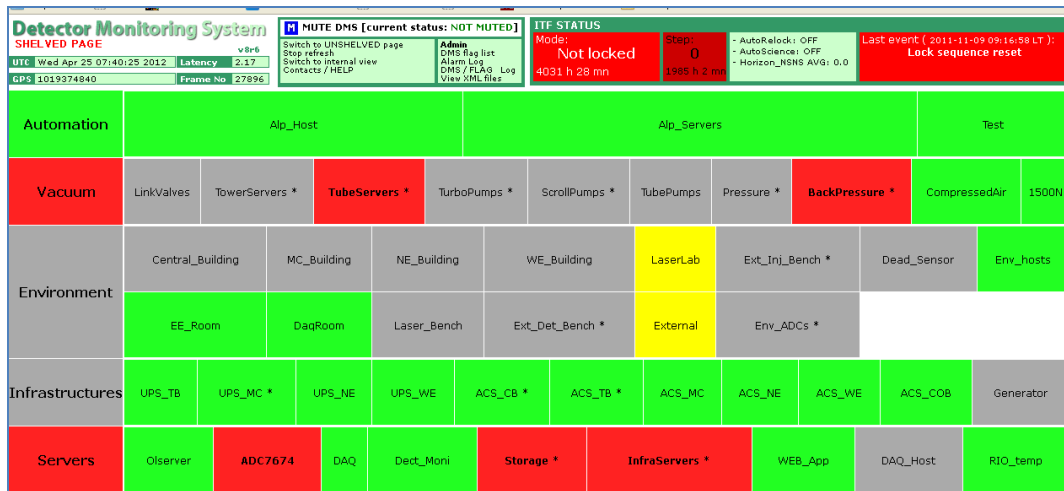 Detector Monitoring System
SHELVED PAGE
v8r6
UTC Wed Apr 25 07:40:25 2012 Latency 2.17
GPS 1019374840 Frame No 27896
M MUTE DMS [current status: NOT MUTED]
Switch to UNSHELVED page
Stop refresh
Switch to internal view
Contacts / HELP
Admin
DMS flag list
Alarm Log
DMS / FLAG Log
View XML files
ITF STATUS
Mode:
Not locked
4031 h 28 mn
Step:
0
1985 h 2 mn
- AutoRelock: OFF
- AutoScience: OFF
- Horizon_NSNS AVG: 0.0
Last event ( 2011-11-09 09:16:58 LT ):
Lock sequence reset
Automation Alp_Host Alp_Servers Test
Vacuum LinkValves TowerServers * TubeServers * TurboPumps * ScrollPumps * TubePumps Pressure * BackPressure * CompressedAir 1500N
Environment
Central_Building MC_Building NE_Building WE_Building LaserLab Ext_Inj_Bench * Dead_Sensor Env_hosts
EE_Room DaqRoom Laser_Bench Ext_Det_Bench * External Env_ADCs *
Infrastructures UPS_TB UPS_MC * UPS_NE UPS_WE ACS_CB * ACS_TB * ACS_MC ACS_NE ACS_WE ACS_COB Generator
Servers Olserver ADC7674 DAQ Dect_Moni Storage * InfraServers * WEB_App DAQ_Host RIO_temp